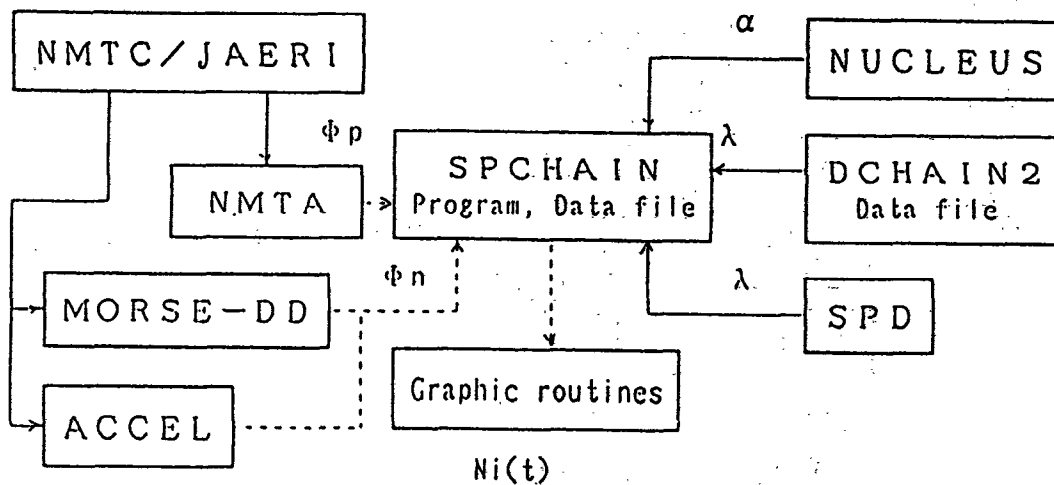 NMTC/JAERI
α
NUCLEUS
Φp
SPCHAIN
Program, Data file
λ
DCHAIN2
Data file
NMTA
Φn
MORSE-DD
λ
SPD
Graphic routines
ACCEL
Ni(t)